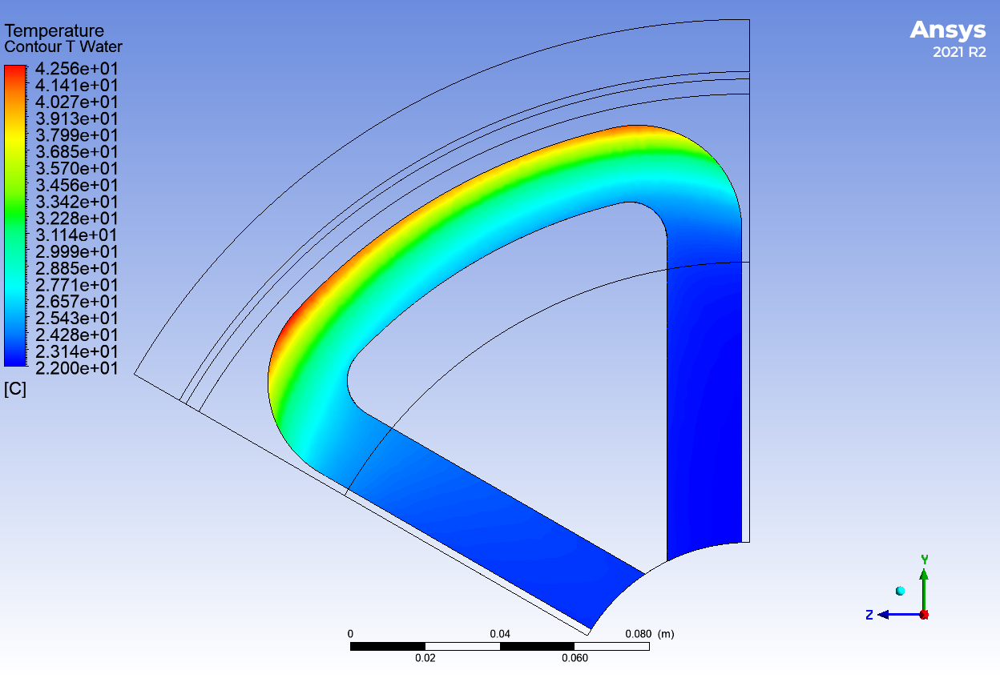 Temperature
Contour T Water
4.256e+01
4.141e+01
4.027e+01
3.913e+01
3.799e+01
3.685e+01
3.570e+01
3.456e+01
3.342e+01
3.228e+01
3.114e+01
2.999e+01
2.885e+01
2.771e+01
2.657e+01
2.543e+01
2.428e+01
2.314e+01
2.200e+01
[C]
Ansys
2021 R2
Y
Z
0 0.04 0.080 (m)
0.02 0.060